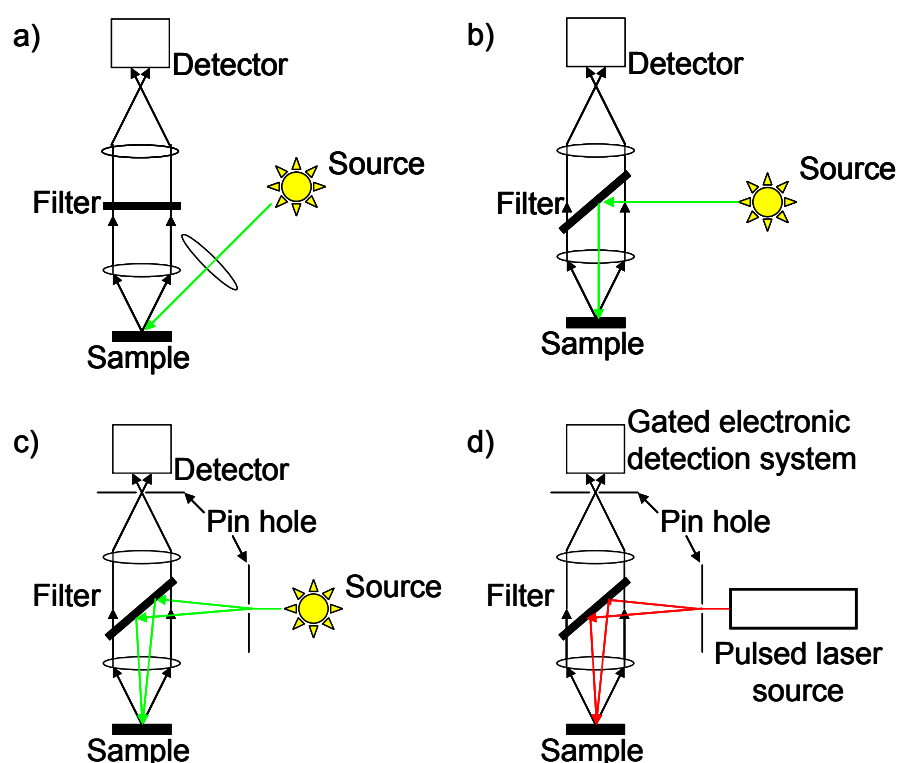 a)
Detector
Source
Filter
Sample
b)
Detector
Source
Filter
Sample
c)
Detector
Pin hole
Filter
Source
Sample
d)
Gated electronic
detection system
Pin hole
Filter
Pulsed laser
source
Sample